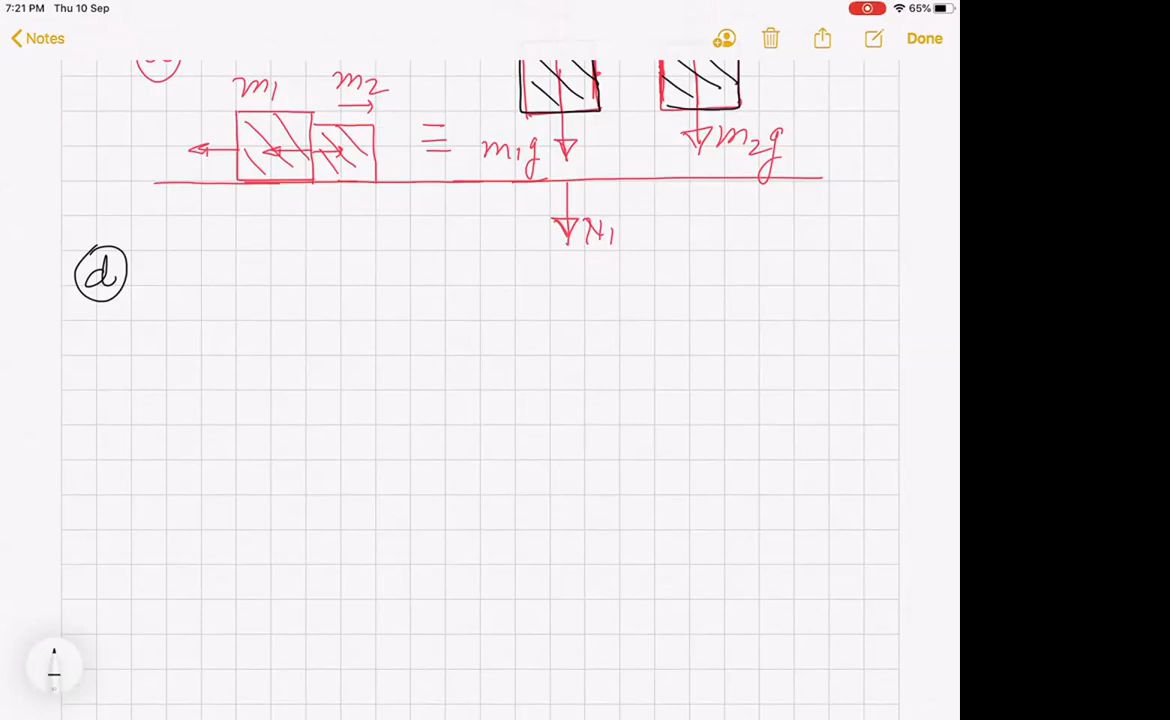 7:21 PM Thu 10 Sep
65%
Notes
Done
m1
m2
≡
m1g
m2g
N1
d